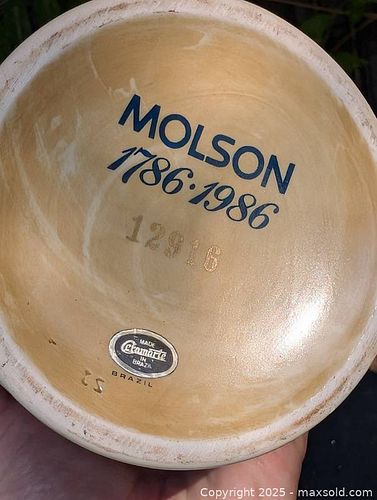 MOLSON
1786·1986
12916
MADE
Ceramarte
IN
BRAZIL
BRAZIL
Copyright © 2025 - maxsold.com